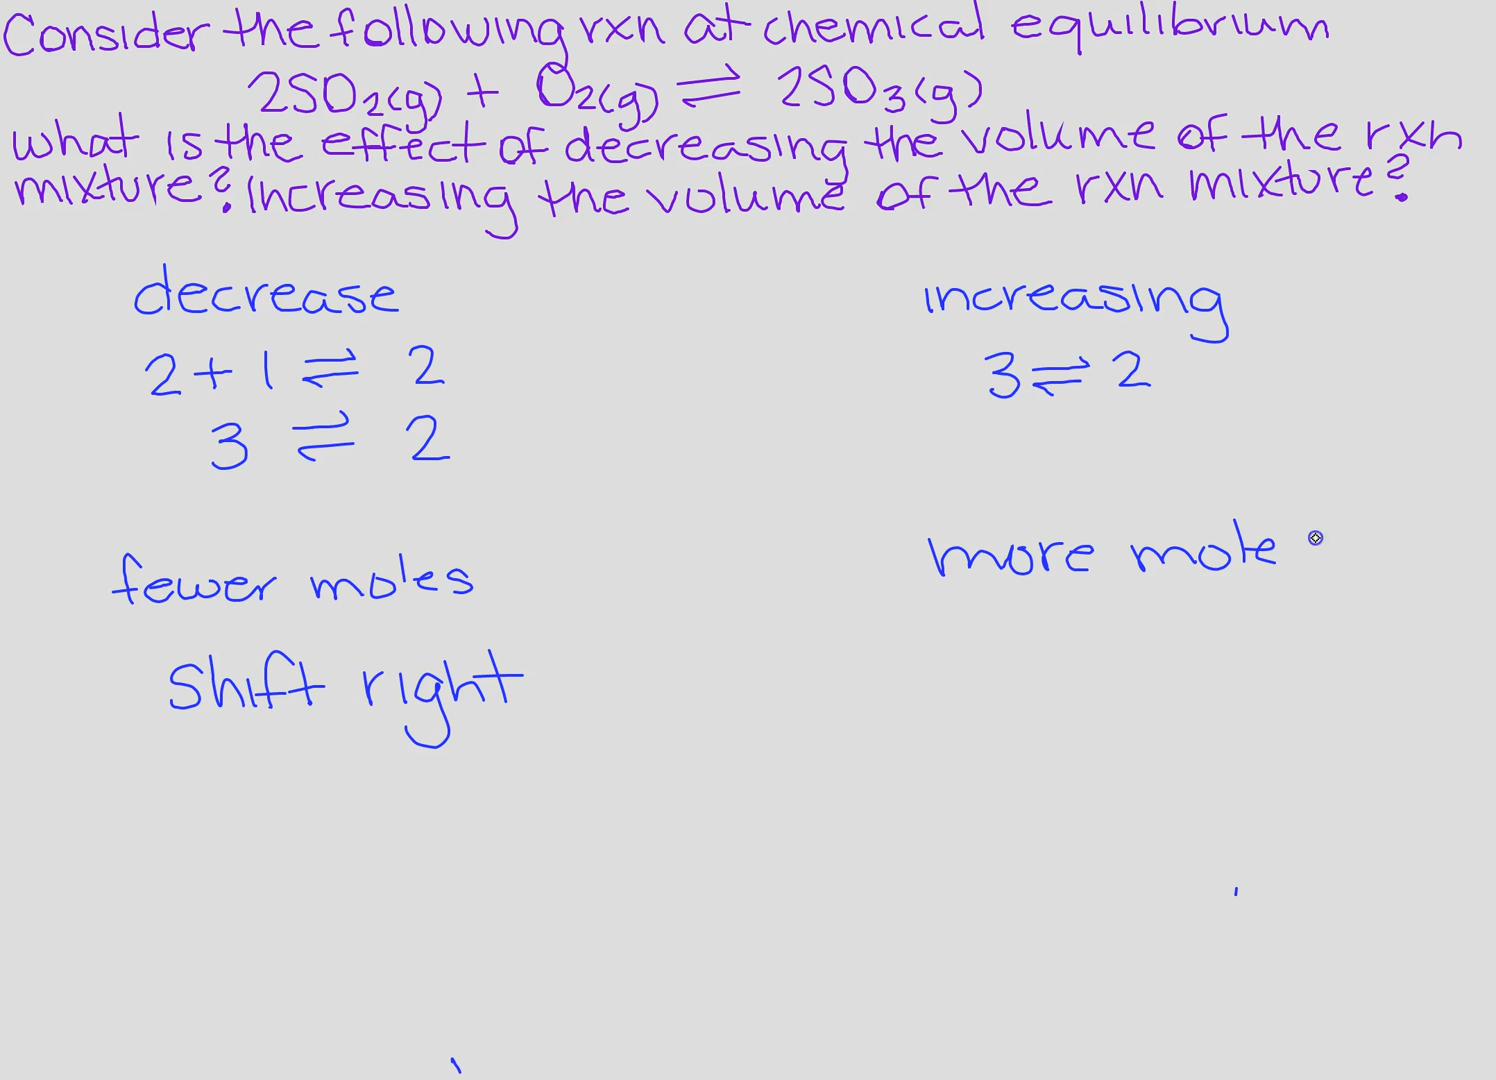 Consider the following rxn at chemical equilibrium
2SO₂(g) + O₂(g) ⇌ 2SO₃(g)
what is the effect of decreasing the volume of the rxn
mixture? Increasing the volume of the rxn mixture?
decrease
2 + 1 ⇌ 2
3 ⇌ 2
fewer moles
shift right
increasing
3 ⇌ 2
more mole